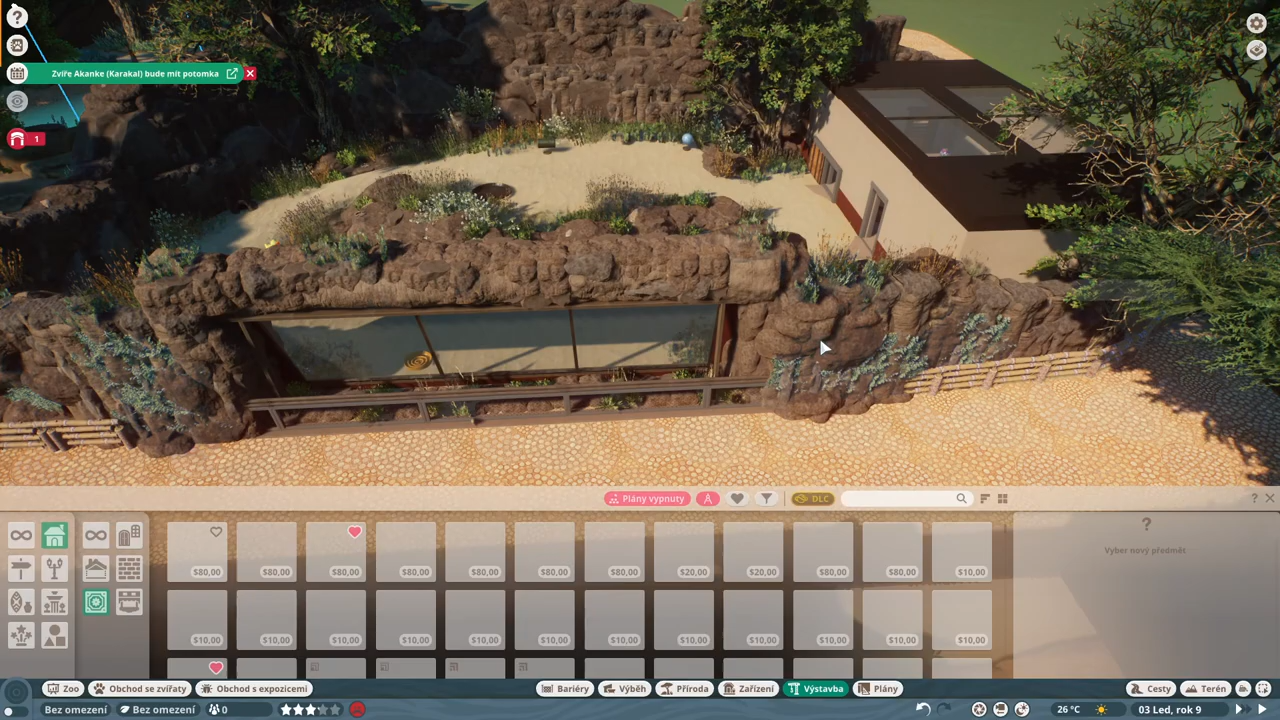 ?
Zvíře Akanke (Karakal) bude mít potomka
1
Plány vypnuty
DLC
?
$80,00 $80,00 $80,00 $80,00 $80,00 $80,00 $80,00 $20,00 $20,00 $80,00 $80,00 $10,00
$10,00 $10,00 $10,00 $10,00 $10,00 $10,00 $10,00 $10,00 $10,00 $10,00 $10,00 $10,00
?
Vyber nový předmět
Zoo Obchod se zvířaty Obchod s expozicemi Bariéry Výběh Příroda Zařízení Výstavba Plány Cesty Terén
Bez omezení Bez omezení 0 26 °C 03 Led, rok 9